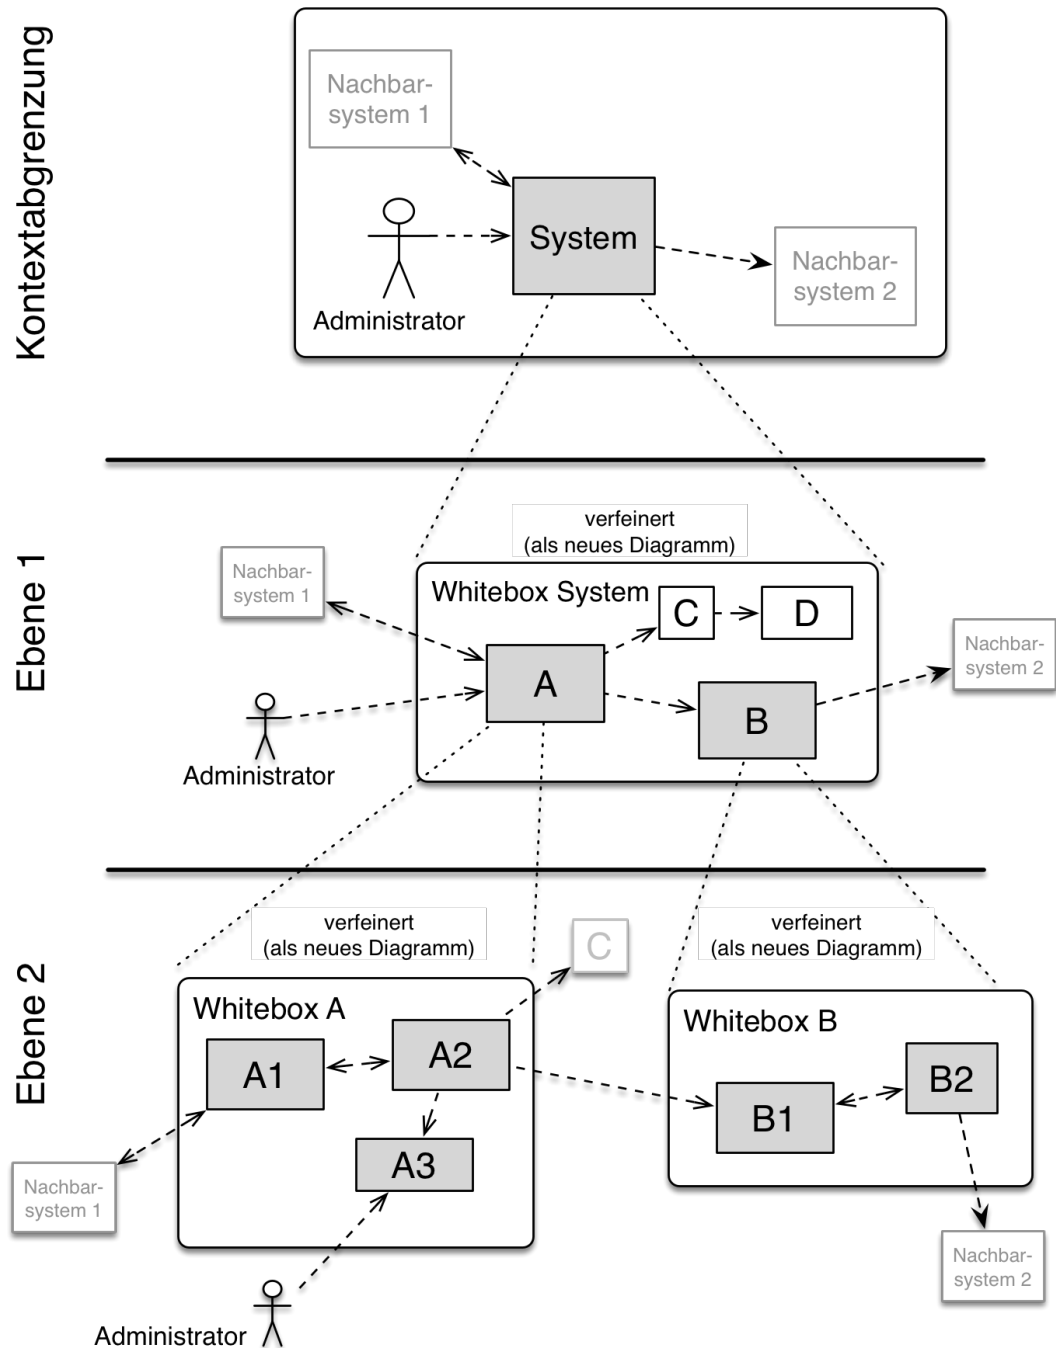 Kontextabgrenzung
Nachbar-
system 1
System
Nachbar-
system 2
Administrator
Ebene 1
verfeinert
(als neues Diagramm)
Nachbar-
system 1
Whitebox System
C
D
A
B
Nachbar-
system 2
Administrator
Ebene 2
verfeinert
(als neues Diagramm)
C
verfeinert
(als neues Diagramm)
Whitebox A
A1
A2
A3
Nachbar-
system 1
Administrator
Whitebox B
B1
B2
Nachbar-
system 2